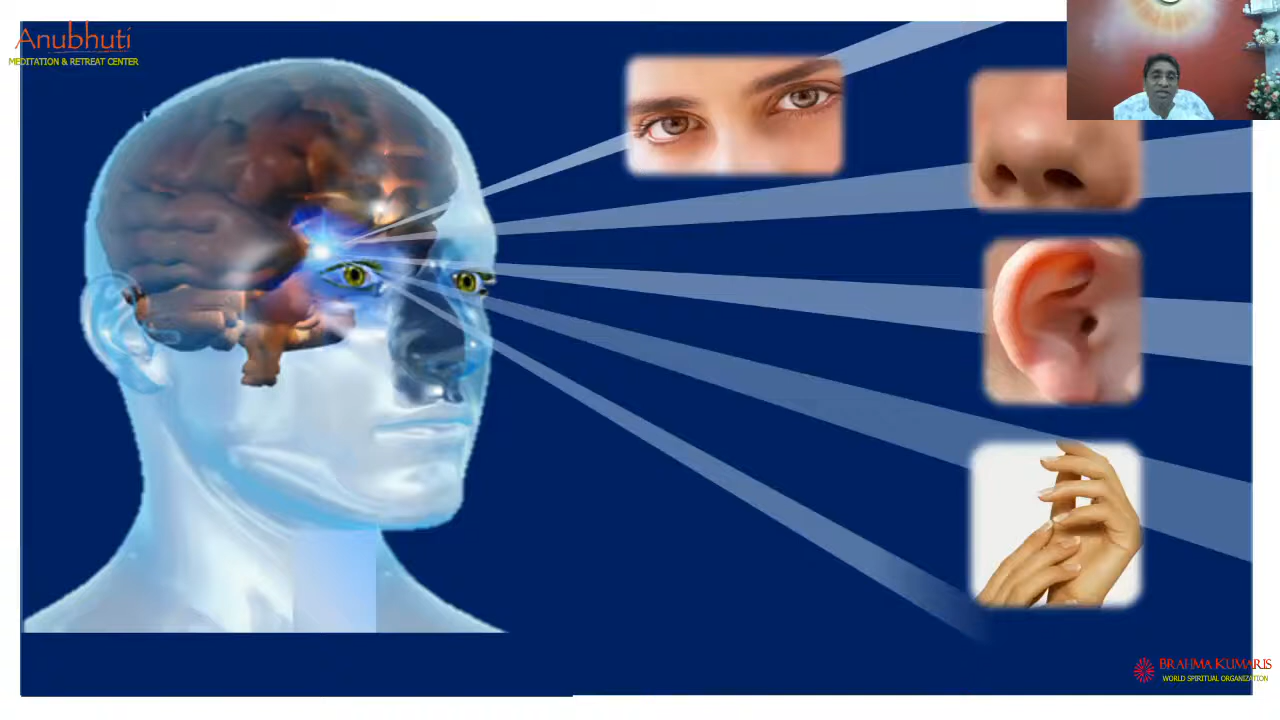 Anubhuti
MEDITATION & RETREAT CENTER
BRAHMA KUMARIS
WORLD SPIRITUAL ORGANIZATION